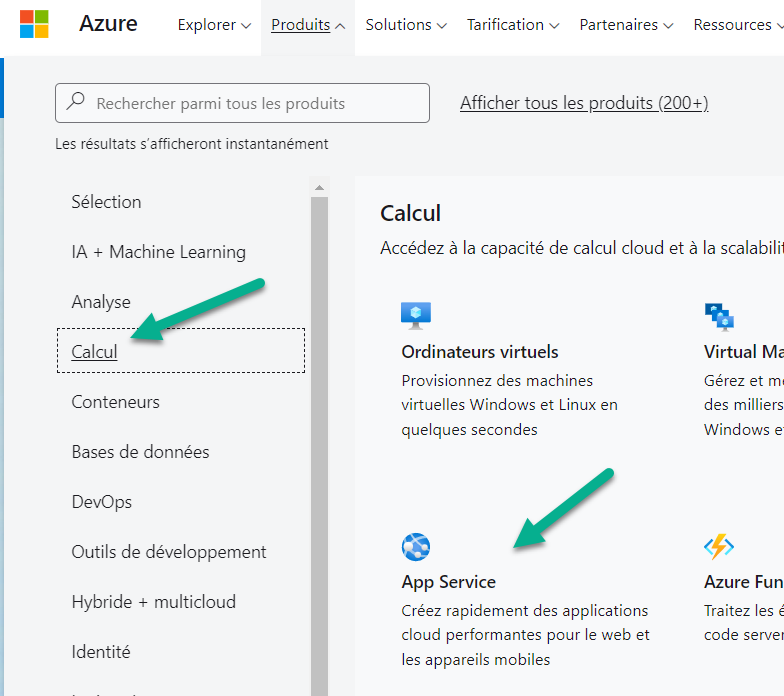 Azure
Explorer
Produits
Solutions
Tarification
Partenaires
Ressources
Rechercher parmi tous les produits
Afficher tous les produits (200+)
Les résultats s’afficheront instantanément
Sélection
IA + Machine Learning
Analyse
Calcul
Conteneurs
Bases de données
DevOps
Outils de développement
Hybride + multicloud
Identité
Calcul
Accédez à la capacité de calcul cloud et à la scalabilit
Ordinateurs virtuels
Provisionnez des machines
virtuelles Windows et Linux en
quelques secondes
Virtual Ma
Gérez et m
des milliers
Windows e
App Service
Créez rapidement des applications
cloud performantes pour le web et
les appareils mobiles
Azure Fun
Traitez les é
code server